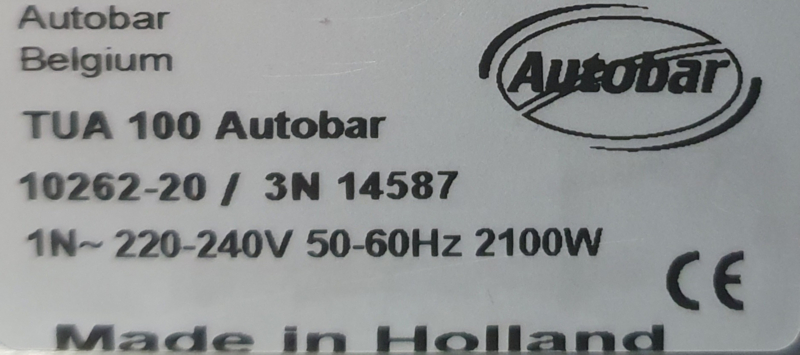 Autobar
Belgium
Autobar
TUA 100 Autobar
10262-20 / 3N 14587
1N~ 220-240V 50-60Hz 2100W
CE
Made in Holland